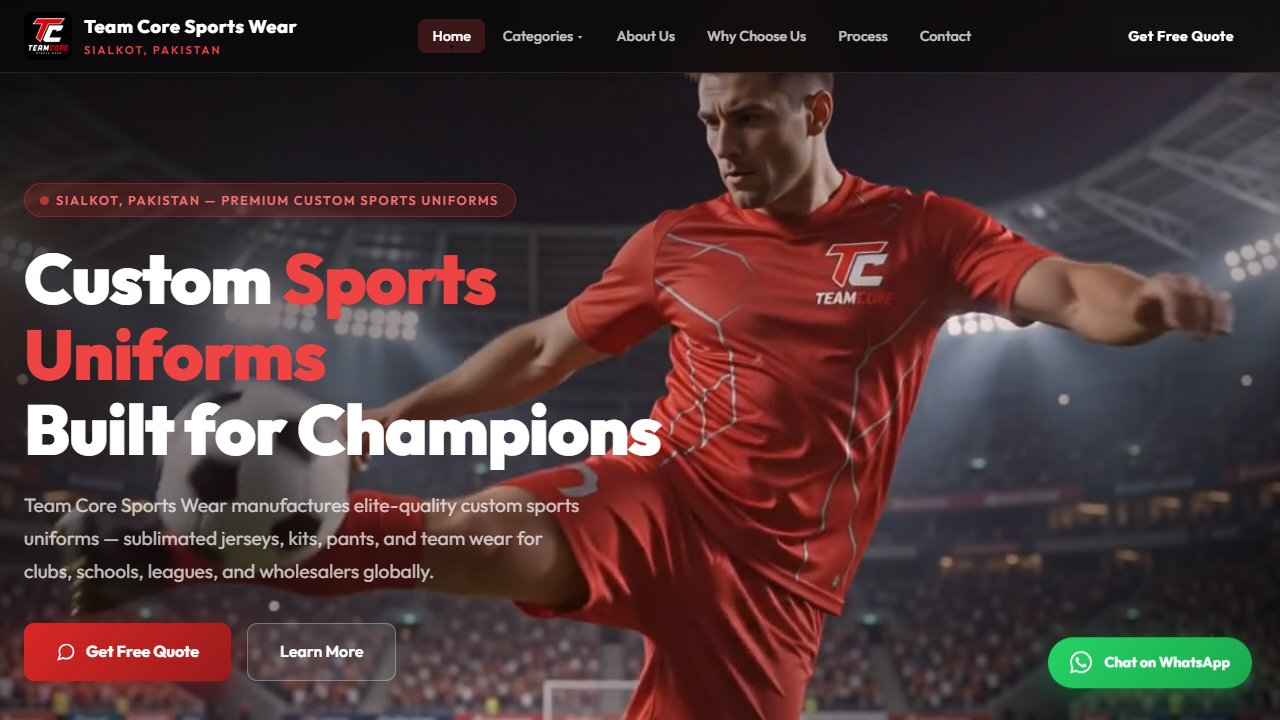 TC
TEAMCORE
Team Core Sports Wear
SIALKOT, PAKISTAN
Home
Categories
About Us
Why Choose Us
Process
Contact
Get Free Quote
SIALKOT, PAKISTAN — PREMIUM CUSTOM SPORTS UNIFORMS
Custom Sports
Uniforms
Built for Champions
TC
TEAMCORE
Team Core Sports Wear manufactures elite-quality custom sports
uniforms — sublimated jerseys, kits, pants, and team wear for
clubs, schools, leagues, and wholesalers globally.
Get Free Quote
Learn More
Chat on WhatsApp